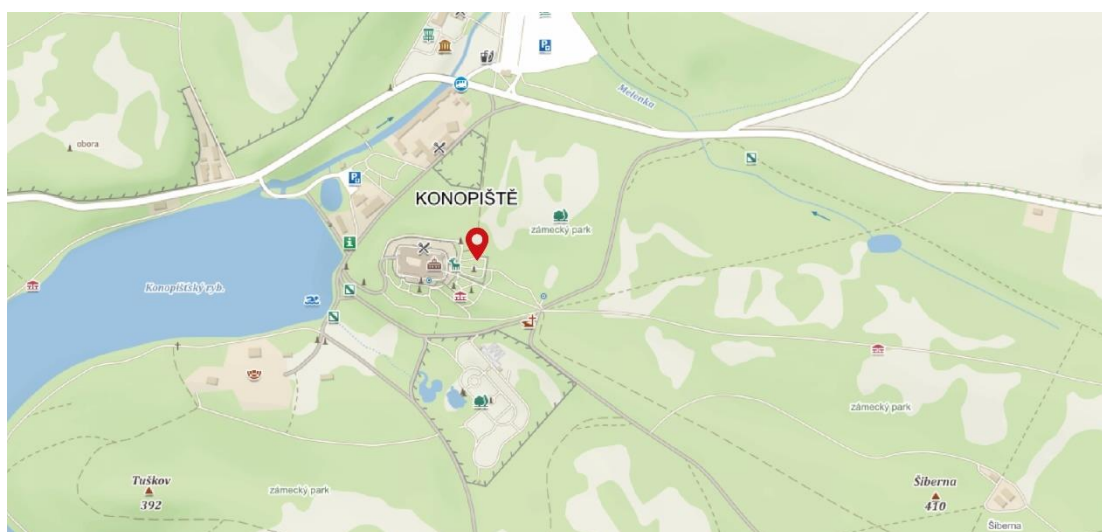 Melenka
obora
KONOPIŠTĚ
zámecký park
Konopišťský ryb.
zámecký park
Tuškov
392
zámecký park
Šiberna
410
Šiberna